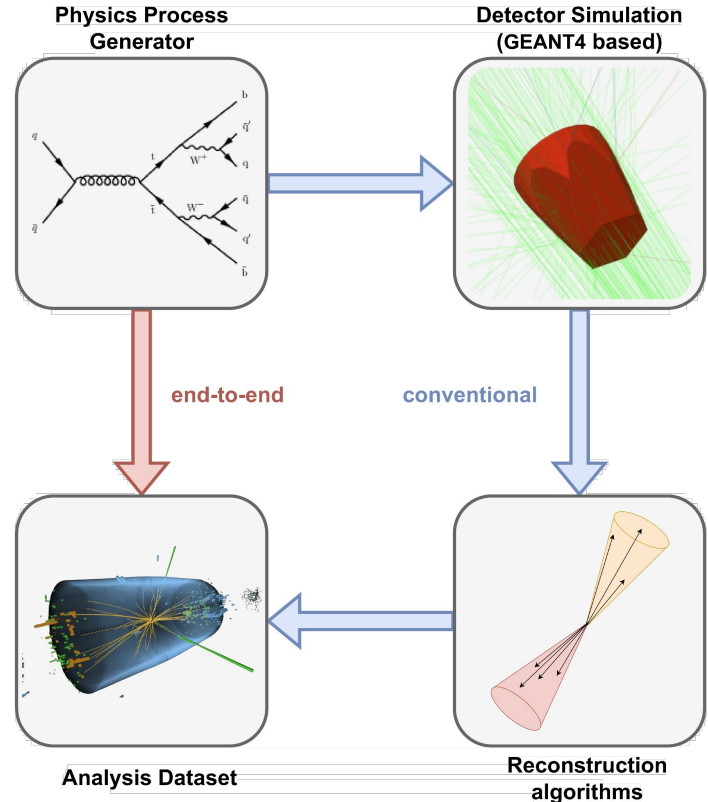 Physics Process
Generator
Detector Simulation
(GEANT4 based)
b
q̄′
q
W⁺
t
q
q̄
t̄
W⁻
q̄
q′
b̄
end-to-end
conventional
Analysis Dataset
Reconstruction
algorithms